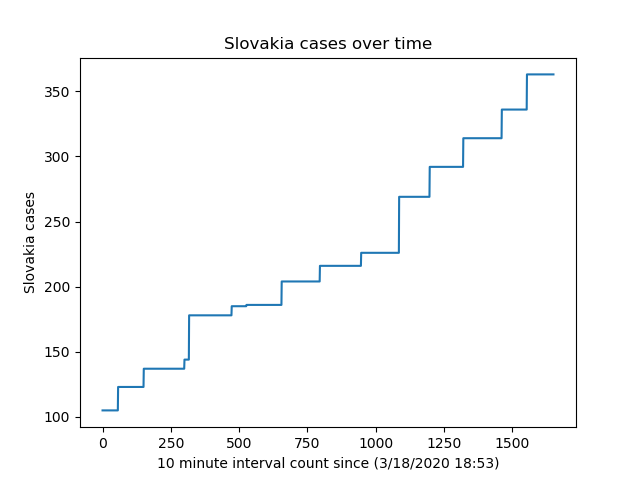 Slovakia cases over time
350
300
250
200
150
100
Slovakia cases
0 250 500 750 1000 1250 1500
10 minute interval count since (3/18/2020 18:53)